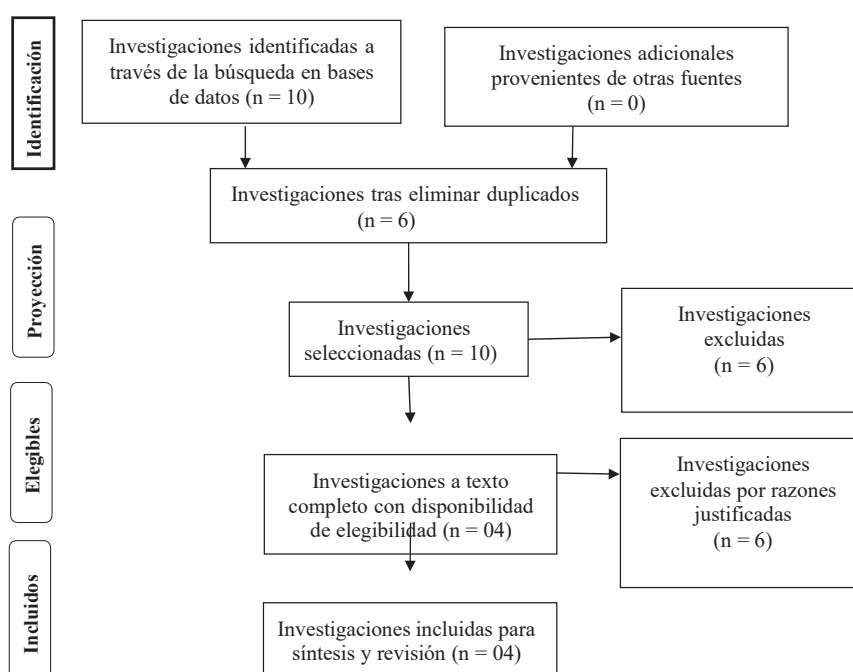 Identificación
Investigaciones identificadas a
través de la búsqueda en bases
de datos (n = 10)
Investigaciones adicionales
provenientes de otras fuentes
(n = 0)
Investigaciones tras eliminar duplicados
(n = 6)
Proyección
Investigaciones
seleccionadas (n = 10)
Investigaciones
excluidas
(n = 6)
Elegibles
Investigaciones a texto
completo con disponibilidad
de elegibilidad (n = 04)
Investigaciones
excluidas por razones
justificadas
(n = 6)
Incluidos
Investigaciones incluidas para
síntesis y revisión (n = 04)